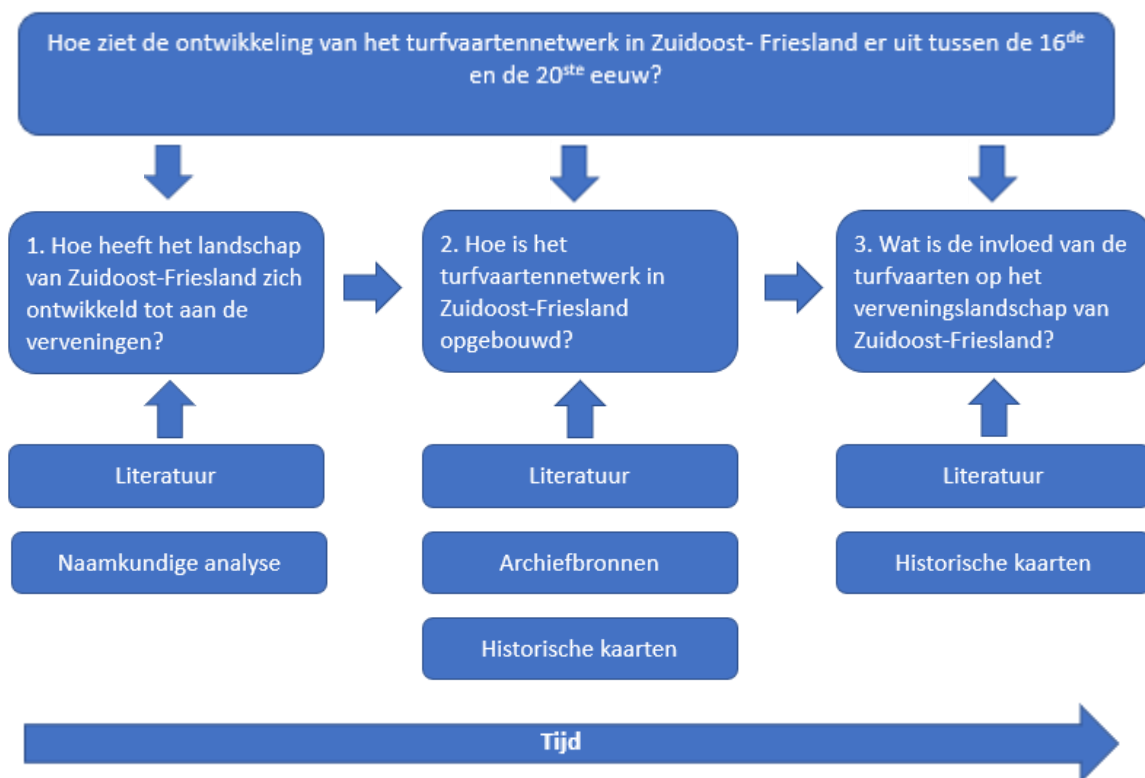 Hoe ziet de ontwikkeling van het turfvaartennetwerk in Zuidoost- Friesland er uit tussen de 16de
en de 20ste eeuw?
1. Hoe heeft het landschap
van Zuidoost-Friesland zich
ontwikkeld tot aan de
verveningen?
2. Hoe is het
turfvaartennetwerk in
Zuidoost-Friesland
opgebouwd?
3. Wat is de invloed van de
turfvaarten op het
verveningslandschap van
Zuidoost-Friesland?
Literatuur
Naamkundige analyse
Literatuur
Archiefbronnen
Historische kaarten
Literatuur
Historische kaarten
Tijd